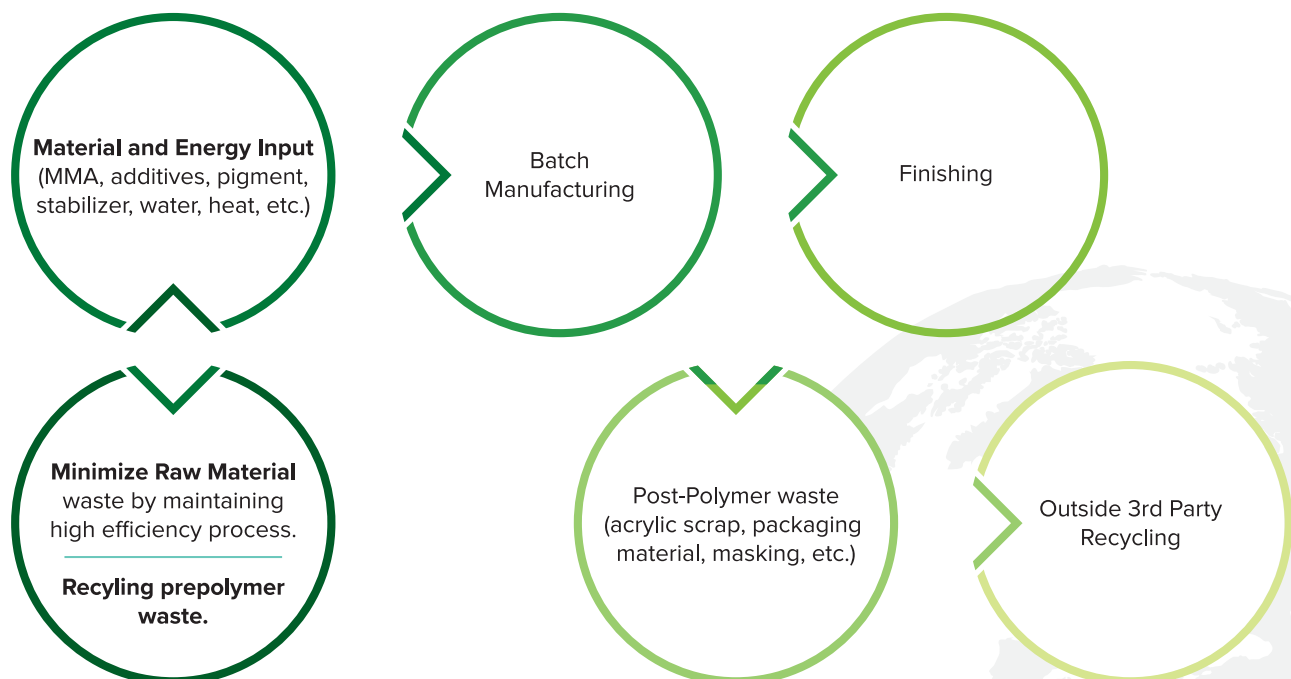 Material and Energy Input
(MMA, additives, pigment,
stabilizer, water, heat, etc.)
Batch
Manufacturing
Finishing
Minimize Raw Material
waste by maintaining
high efficiency process.
Recyling prepolymer
waste.
Post-Polymer waste
(acrylic scrap, packaging
material, masking, etc.)
Outside 3rd Party
Recycling